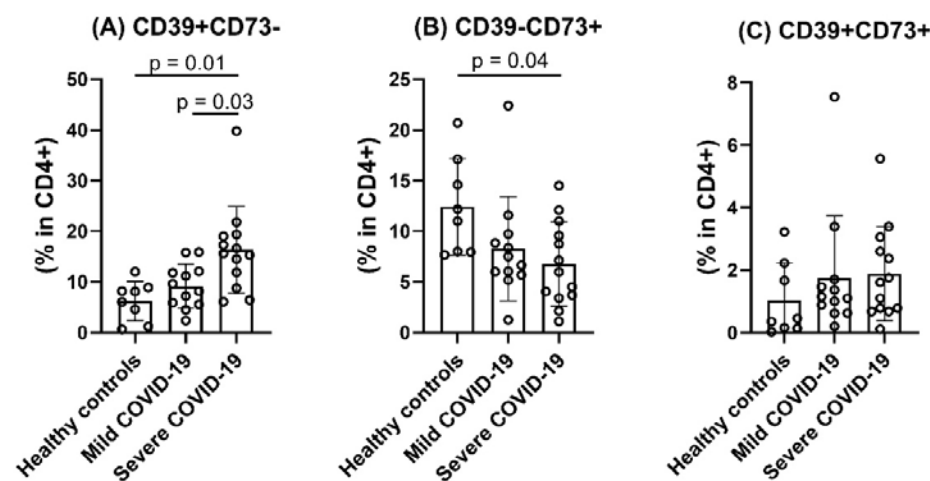 (A) CD39+CD73-
p = 0.01
p = 0.03
(% in CD4+)
50
40
30
20
10
0
Healthy controls
Mild COVID-19
Severe COVID-19
(B) CD39-CD73+
p = 0.04
(% in CD4+)
25
20
15
10
5
0
Healthy controls
Mild COVID-19
Severe COVID-19
(C) CD39+CD73+
(% in CD4+)
8
6
4
2
0
Healthy controls
Mild COVID-19
Severe COVID-19